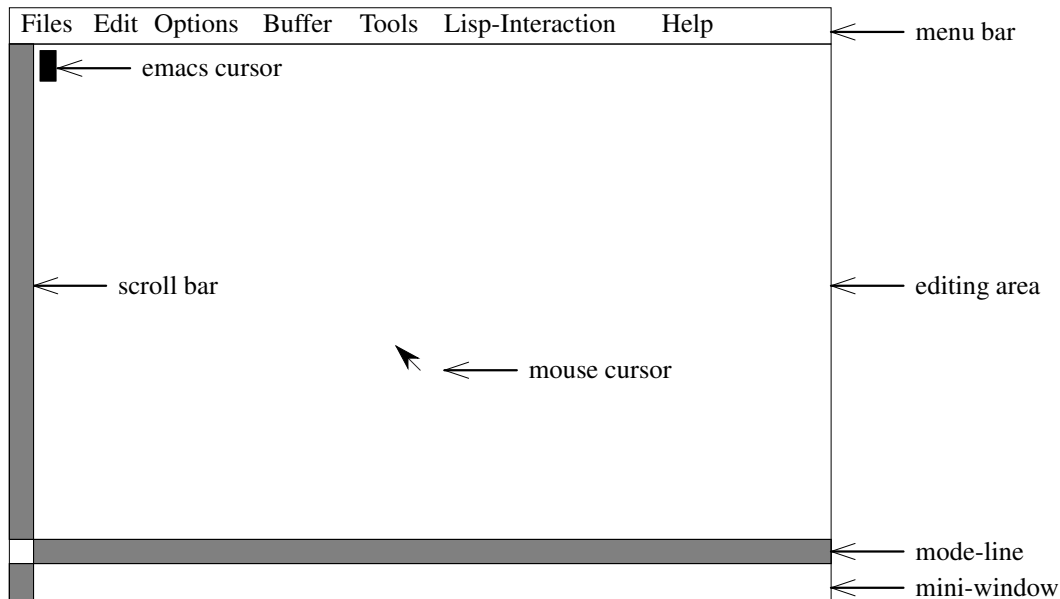 Files Edit Options Buffer Tools Lisp-Interaction Help
menu bar
emacs cursor
scroll bar
editing area
mouse cursor
mode-line
mini-window